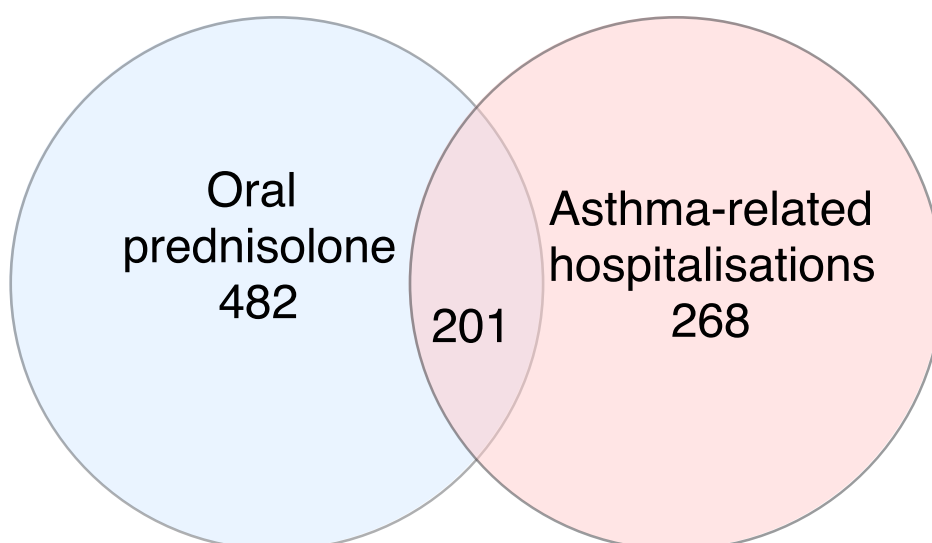 Oral
prednisolone
482
201
Asthma-related
hospitalisations
268